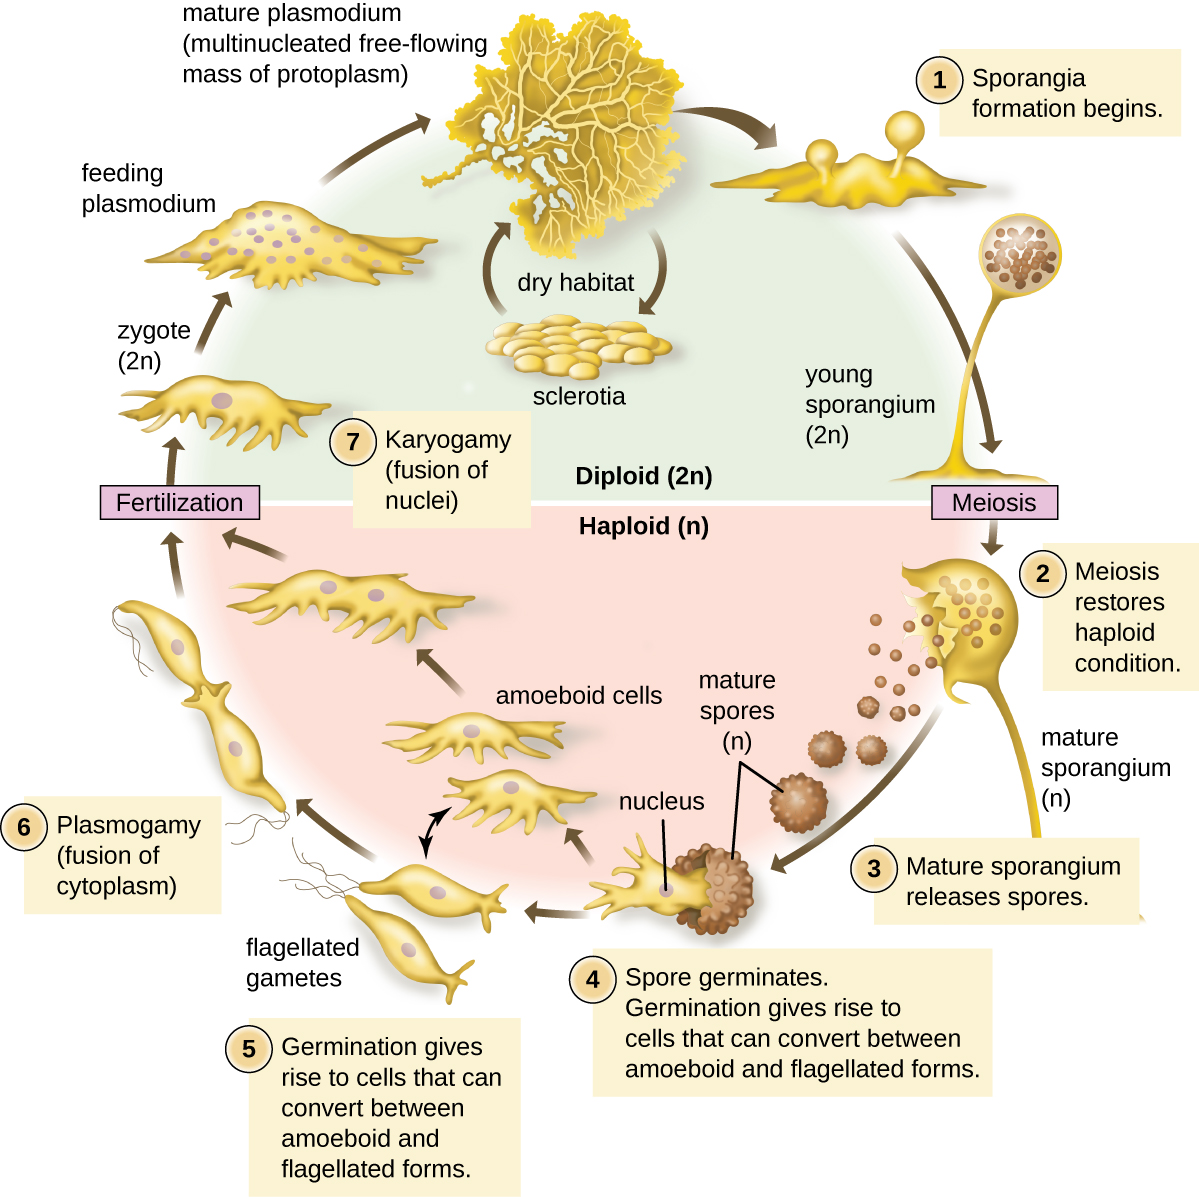 mature plasmodium
(multinucleated free-flowing
mass of protoplasm)
1
Sporangia
formation begins.
feeding
plasmodium
dry habitat
sclerotia
zygote
(2n)
young
sporangium
(2n)
7
Karyogamy
(fusion of
nuclei)
Diploid (2n)
Fertilization
Meiosis
Haploid (n)
2
Meiosis
restores
haploid
condition.
amoeboid cells
mature
spores
(n)
mature
sporangium
(n)
nucleus
6
Plasmogamy
(fusion of
cytoplasm)
3
Mature sporangium
releases spores.
flagellated
gametes
4
Spore germinates.
Germination gives rise to
cells that can convert between
amoeboid and flagellated forms.
5
Germination gives
rise to cells that can
convert between
amoeboid and
flagellated forms.